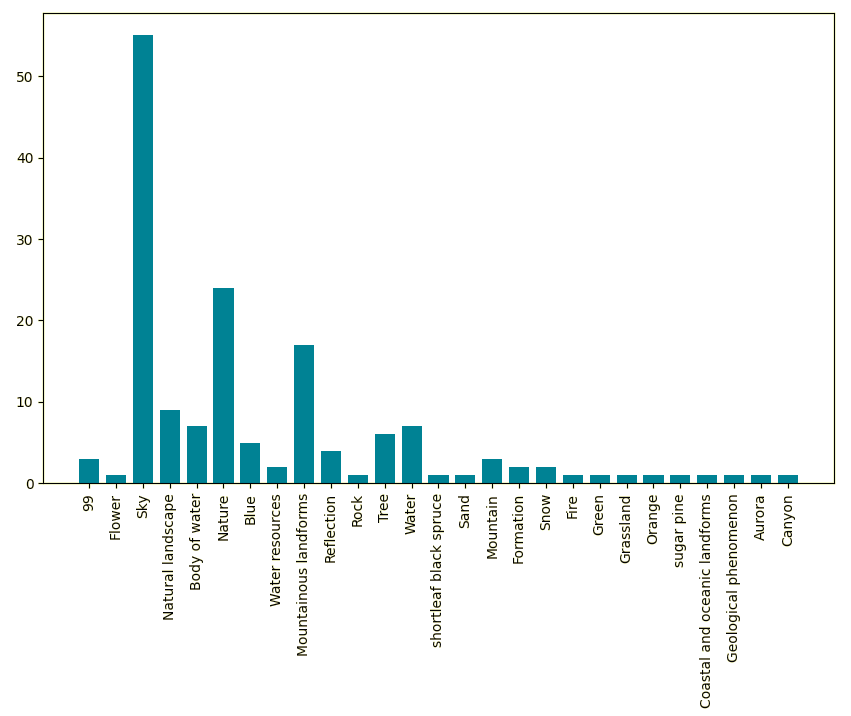 50
40
30
20
10
0
99
Flower
Sky
Natural landscape
Body of water
Nature
Blue
Water resources
Mountainous landforms
Reflection
Rock
Tree
Water
shortleaf black spruce
Sand
Mountain
Formation
Snow
Fire
Green
Grassland
Orange
sugar pine
Coastal and oceanic landforms
Geological phenomenon
Aurora
Canyon